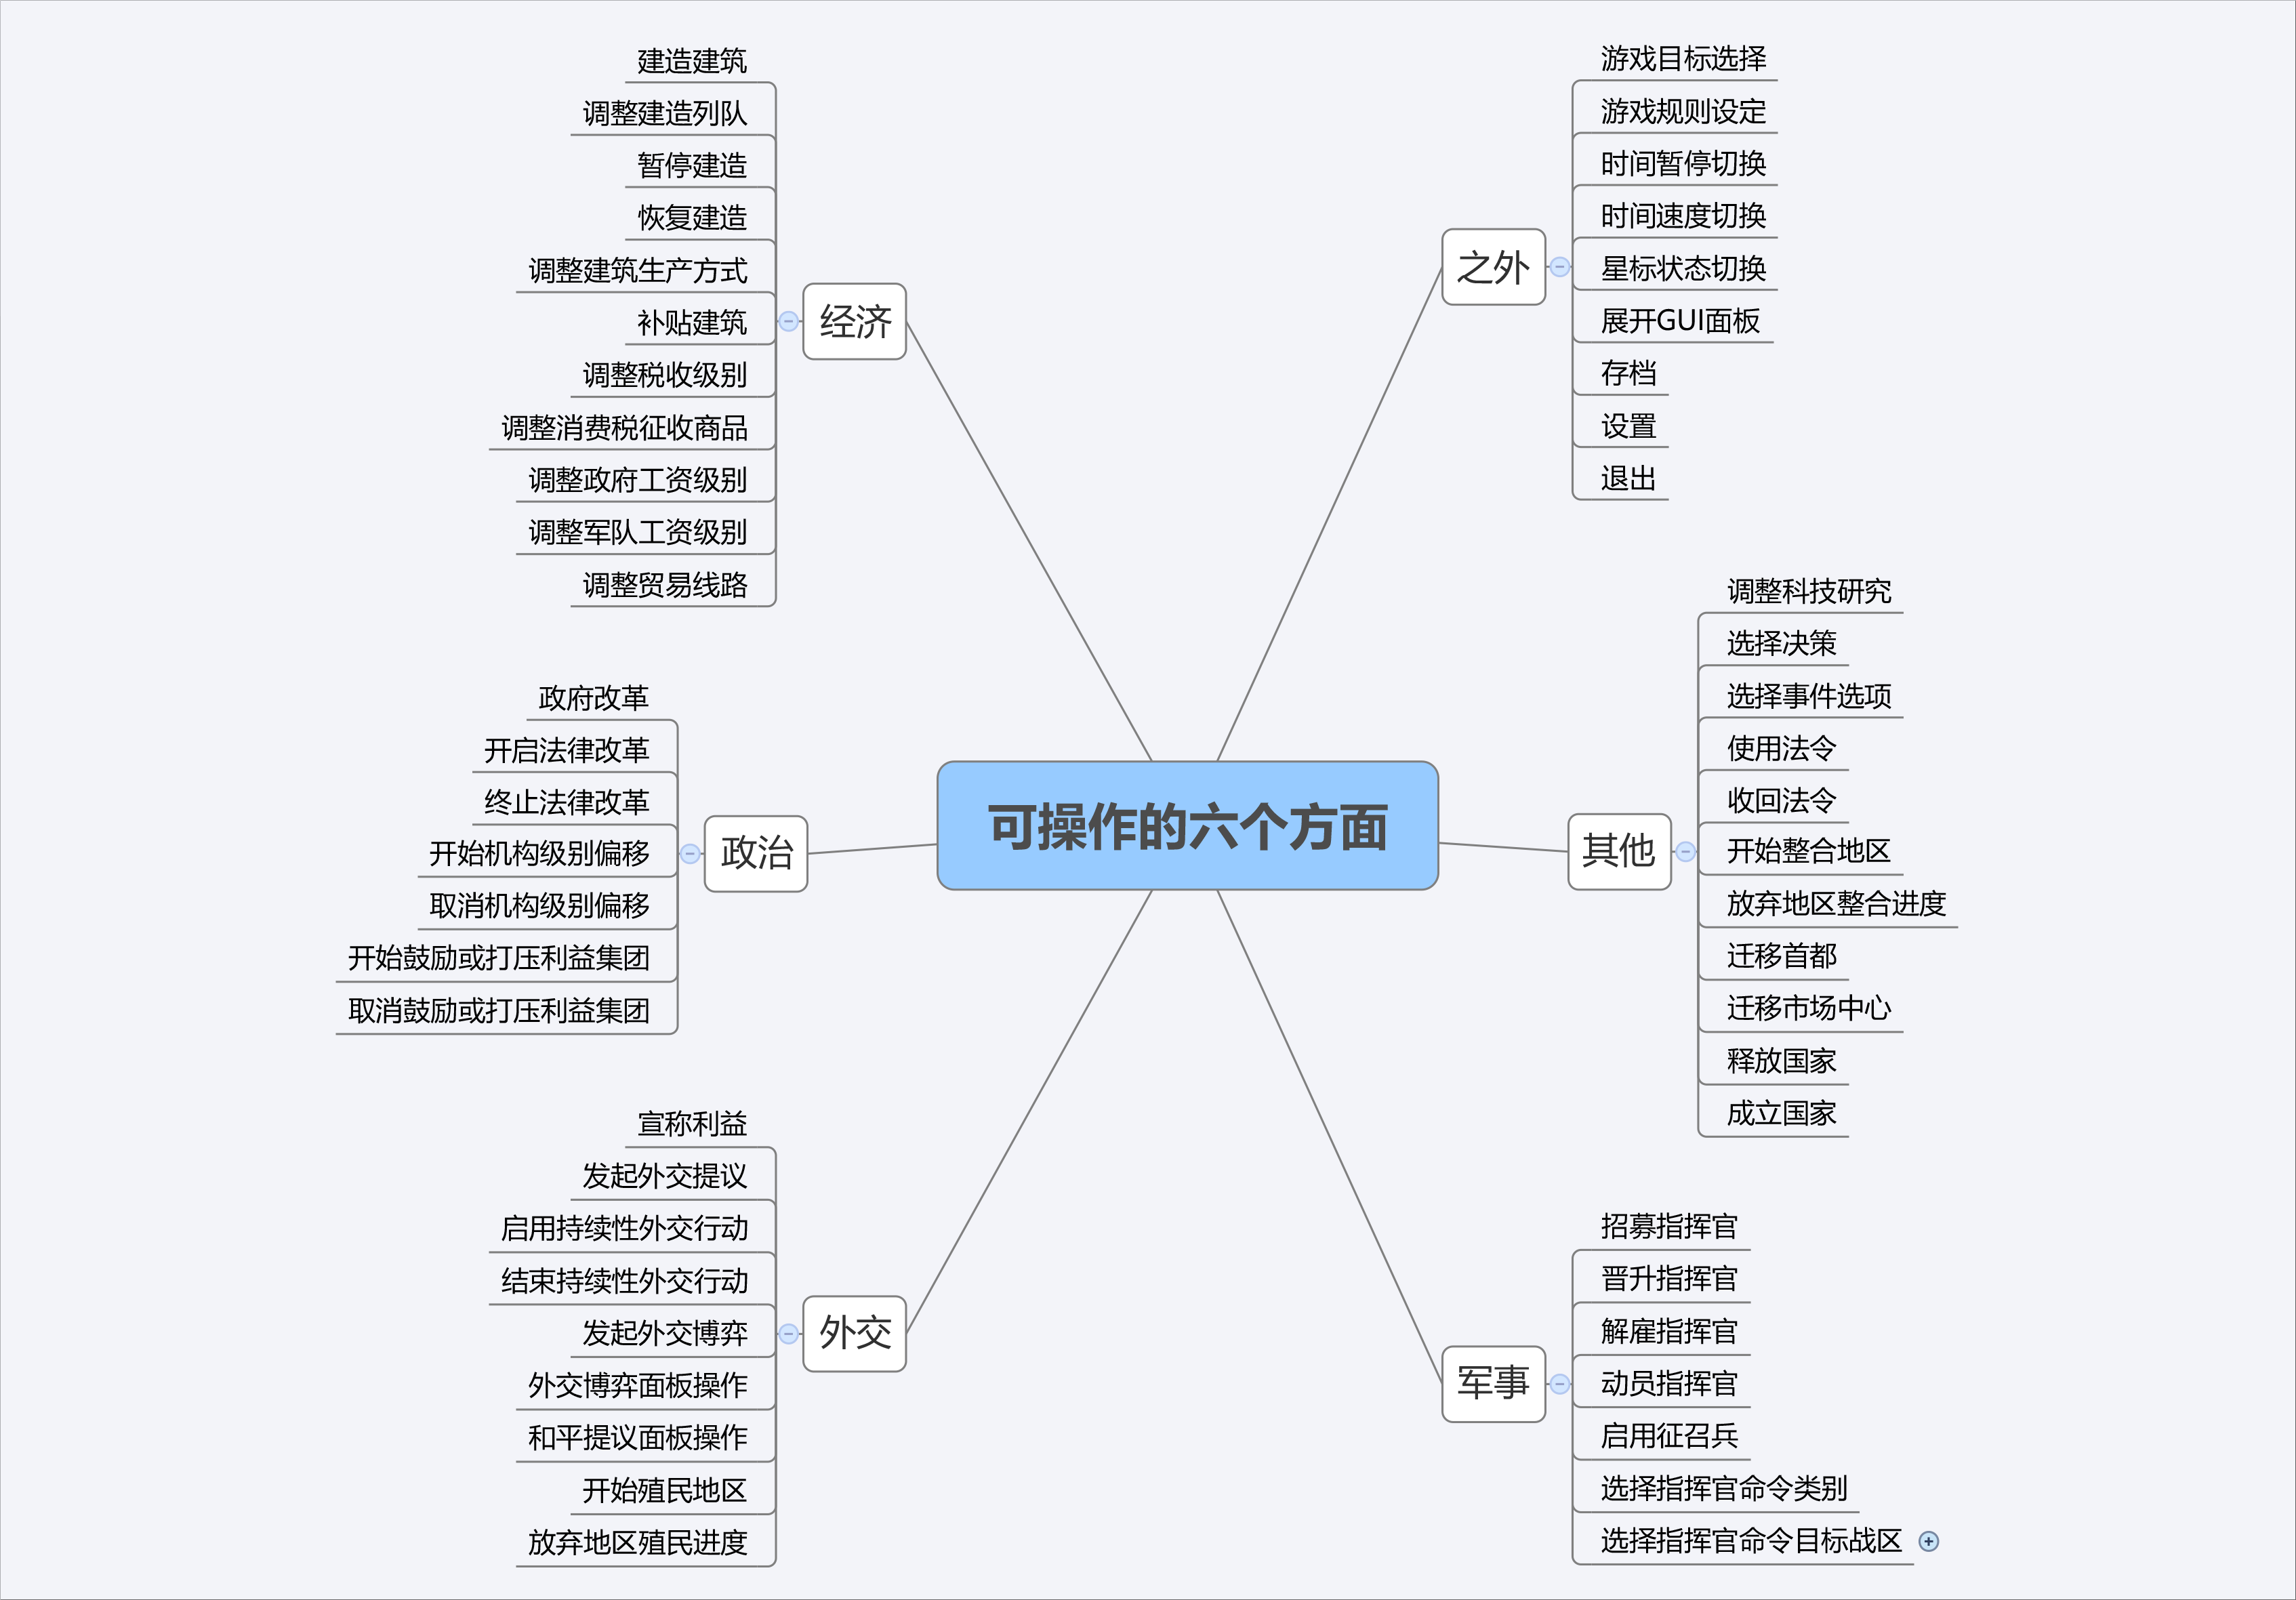 可操作的六个方面
经济
建造建筑
调整建造列队
暂停建造
恢复建造
调整建筑生产方式
补贴建筑
调整税收级别
调整消费税征收商品
调整政府工资级别
调整军队工资级别
调整贸易线路
政治
政府改革
开启法律改革
终止法律改革
开始机构级别偏移
取消机构级别偏移
开始鼓励或打压利益集团
取消鼓励或打压利益集团
外交
宣称利益
发起外交提议
启用持续性外交行动
结束持续性外交行动
发起外交博弈
外交博弈面板操作
和平提议面板操作
开始殖民地区
放弃地区殖民进度
之外
游戏目标选择
游戏规则设定
时间暂停切换
时间速度切换
星标状态切换
展开GUI面板
存档
设置
退出
其他
调整科技研究
选择决策
选择事件选项
使用法令
收回法令
开始整合地区
放弃地区整合进度
迁移首都
迁移市场中心
释放国家
成立国家
军事
招募指挥官
晋升指挥官
解雇指挥官
动员指挥官
启用征召兵
选择指挥官命令类别
选择指挥官命令目标战区